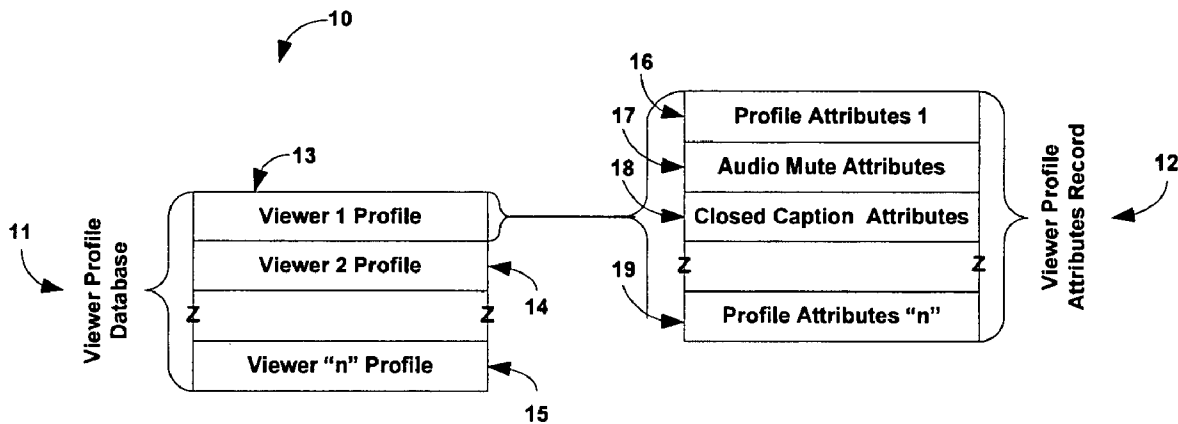 10
16
Profile Attributes 1
17
Audio Mute Attributes
18
Closed Caption Attributes
Z
Z
19
Profile Attributes “n”
Viewer Profile
Attributes Record
12
13
Viewer 1 Profile
Viewer 2 Profile
14
Z
Z
Viewer “n” Profile
15
11
Viewer Profile
Database